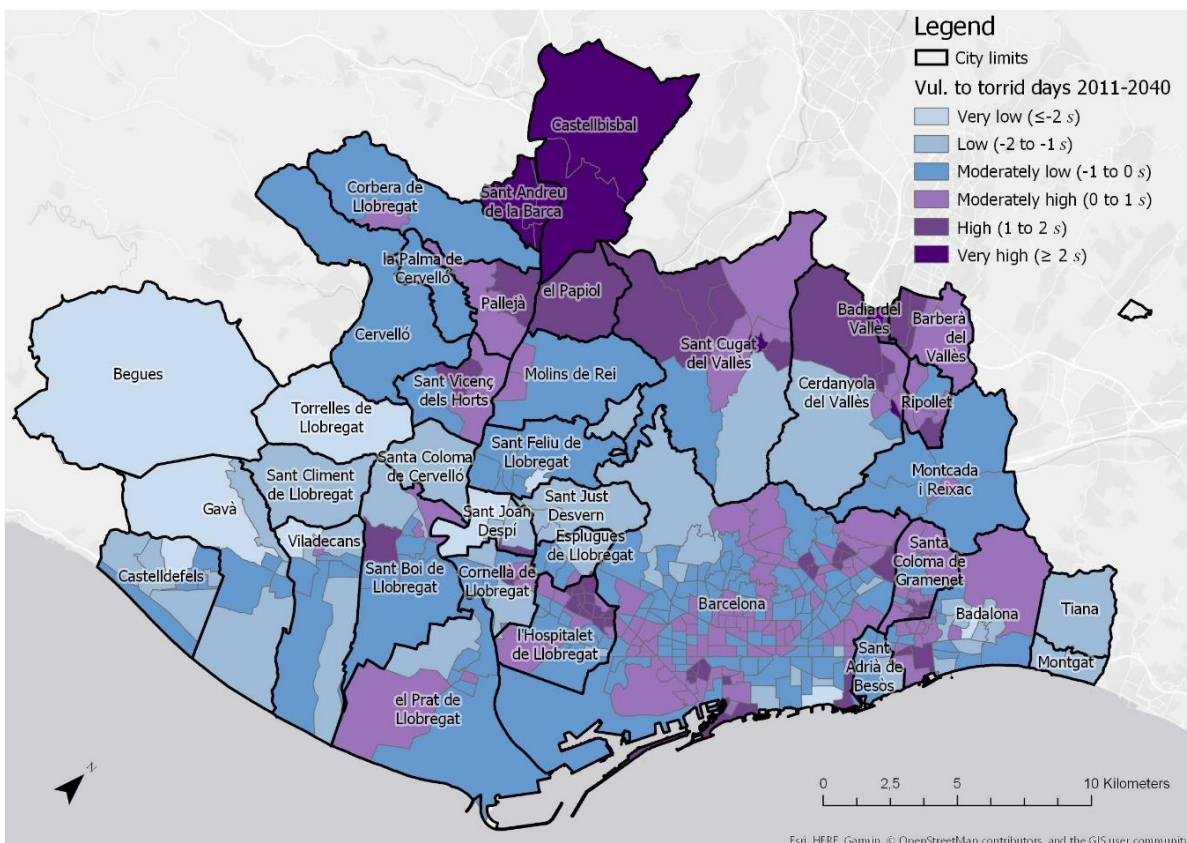 Legend
City limits
Vul. to torrid days 2011-2040
Very low (≤-2 s)
Low (-2 to -1 s)
Moderately low (-1 to 0 s)
Moderately high (0 to 1 s)
High (1 to 2 s)
Very high (≥ 2 s)
Castellbisbal
Corbera de
Llobregat
Sant Andreu
de la Barca
la Palma de
Cervelló
Pallejà
el Papiol
Badia del
Vallès
Barberà
del
Vallès
Cervelló
Sant Cugat
del Vallès
Begues
Molins de Rei
Sant Vicenç
dels Horts
Cerdanyola
del Vallès
Ripollet
Torrelles de
Llobregat
Sant Feliu de
Llobregat
Santa Coloma
de Cervelló
Sant Climent
de Llobregat
Montcada
i Reixac
Gavà
Sant Just
Desvern
Sant Joan
Despí
Viladecans
Esplugues
de Llobregat
Santa
Coloma de
Gramenet
Castelldefels
Sant Boi de
Llobregat
Cornellà de
Llobregat
Barcelona
Badalona
Tiana
l'Hospitalet
de Llobregat
Sant
Adrià de
Besòs
Montgat
el Prat de
Llobregat
N
0 2,5 5 10 Kilometers
Esri, HERE, Garmin, © OpenStreetMap contributors, and the GIS user community